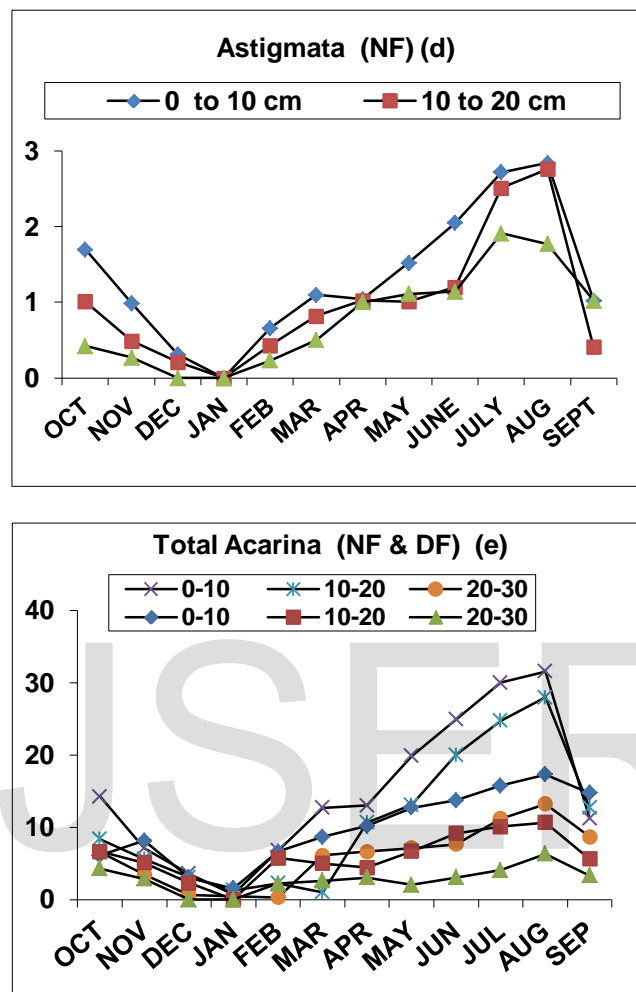 Astigmata (NF) (d)
0 to 10 cm 10 to 20 cm
3
2
1
0
OCT NOV DEC JAN FEB MAR APR MAY JUNE JULY AUG SEPT
Total Acarina (NF & DF) (e)
0-10 10-20 20-30
0-10 10-20 20-30
40
30
20
10
0
OCT NOV DEC JAN FEB MAR APR MAY JUN JUL AUG SEP
JSER